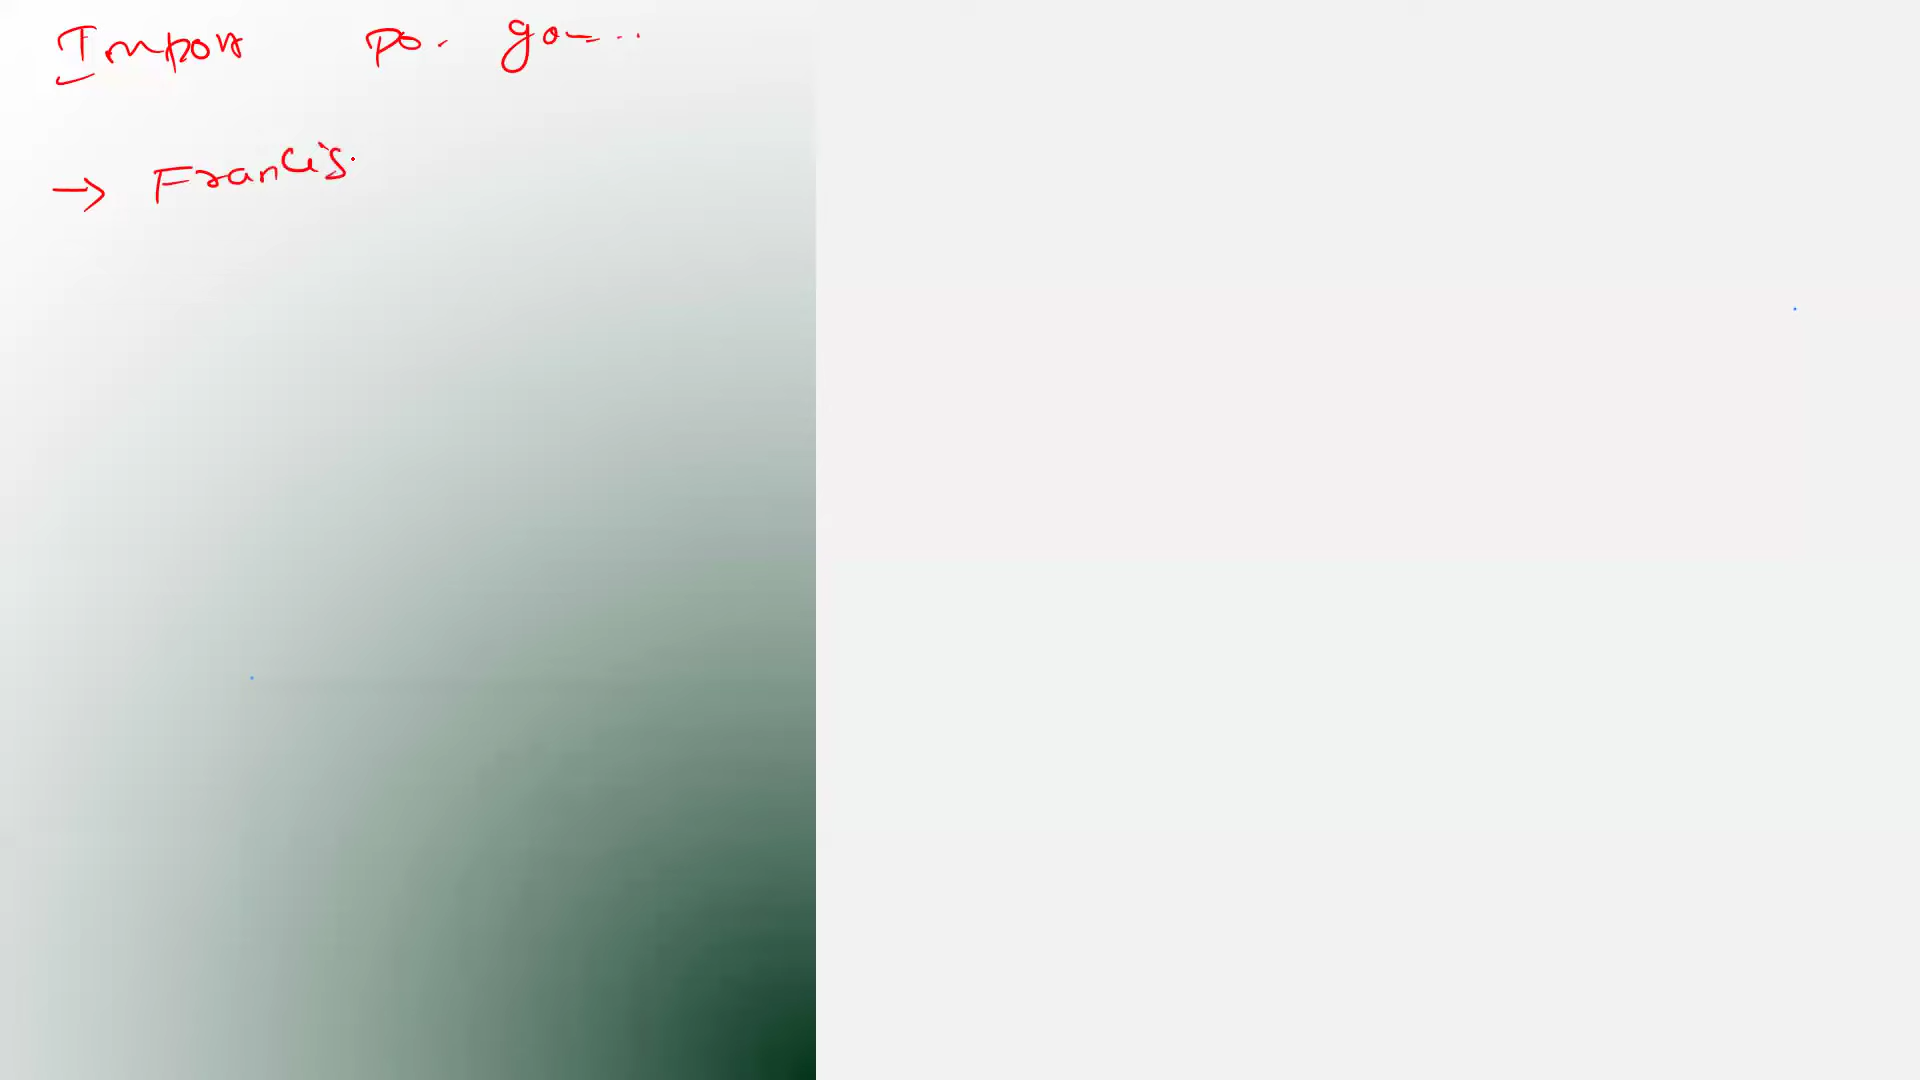 Impor po. go-...
→ Francis.